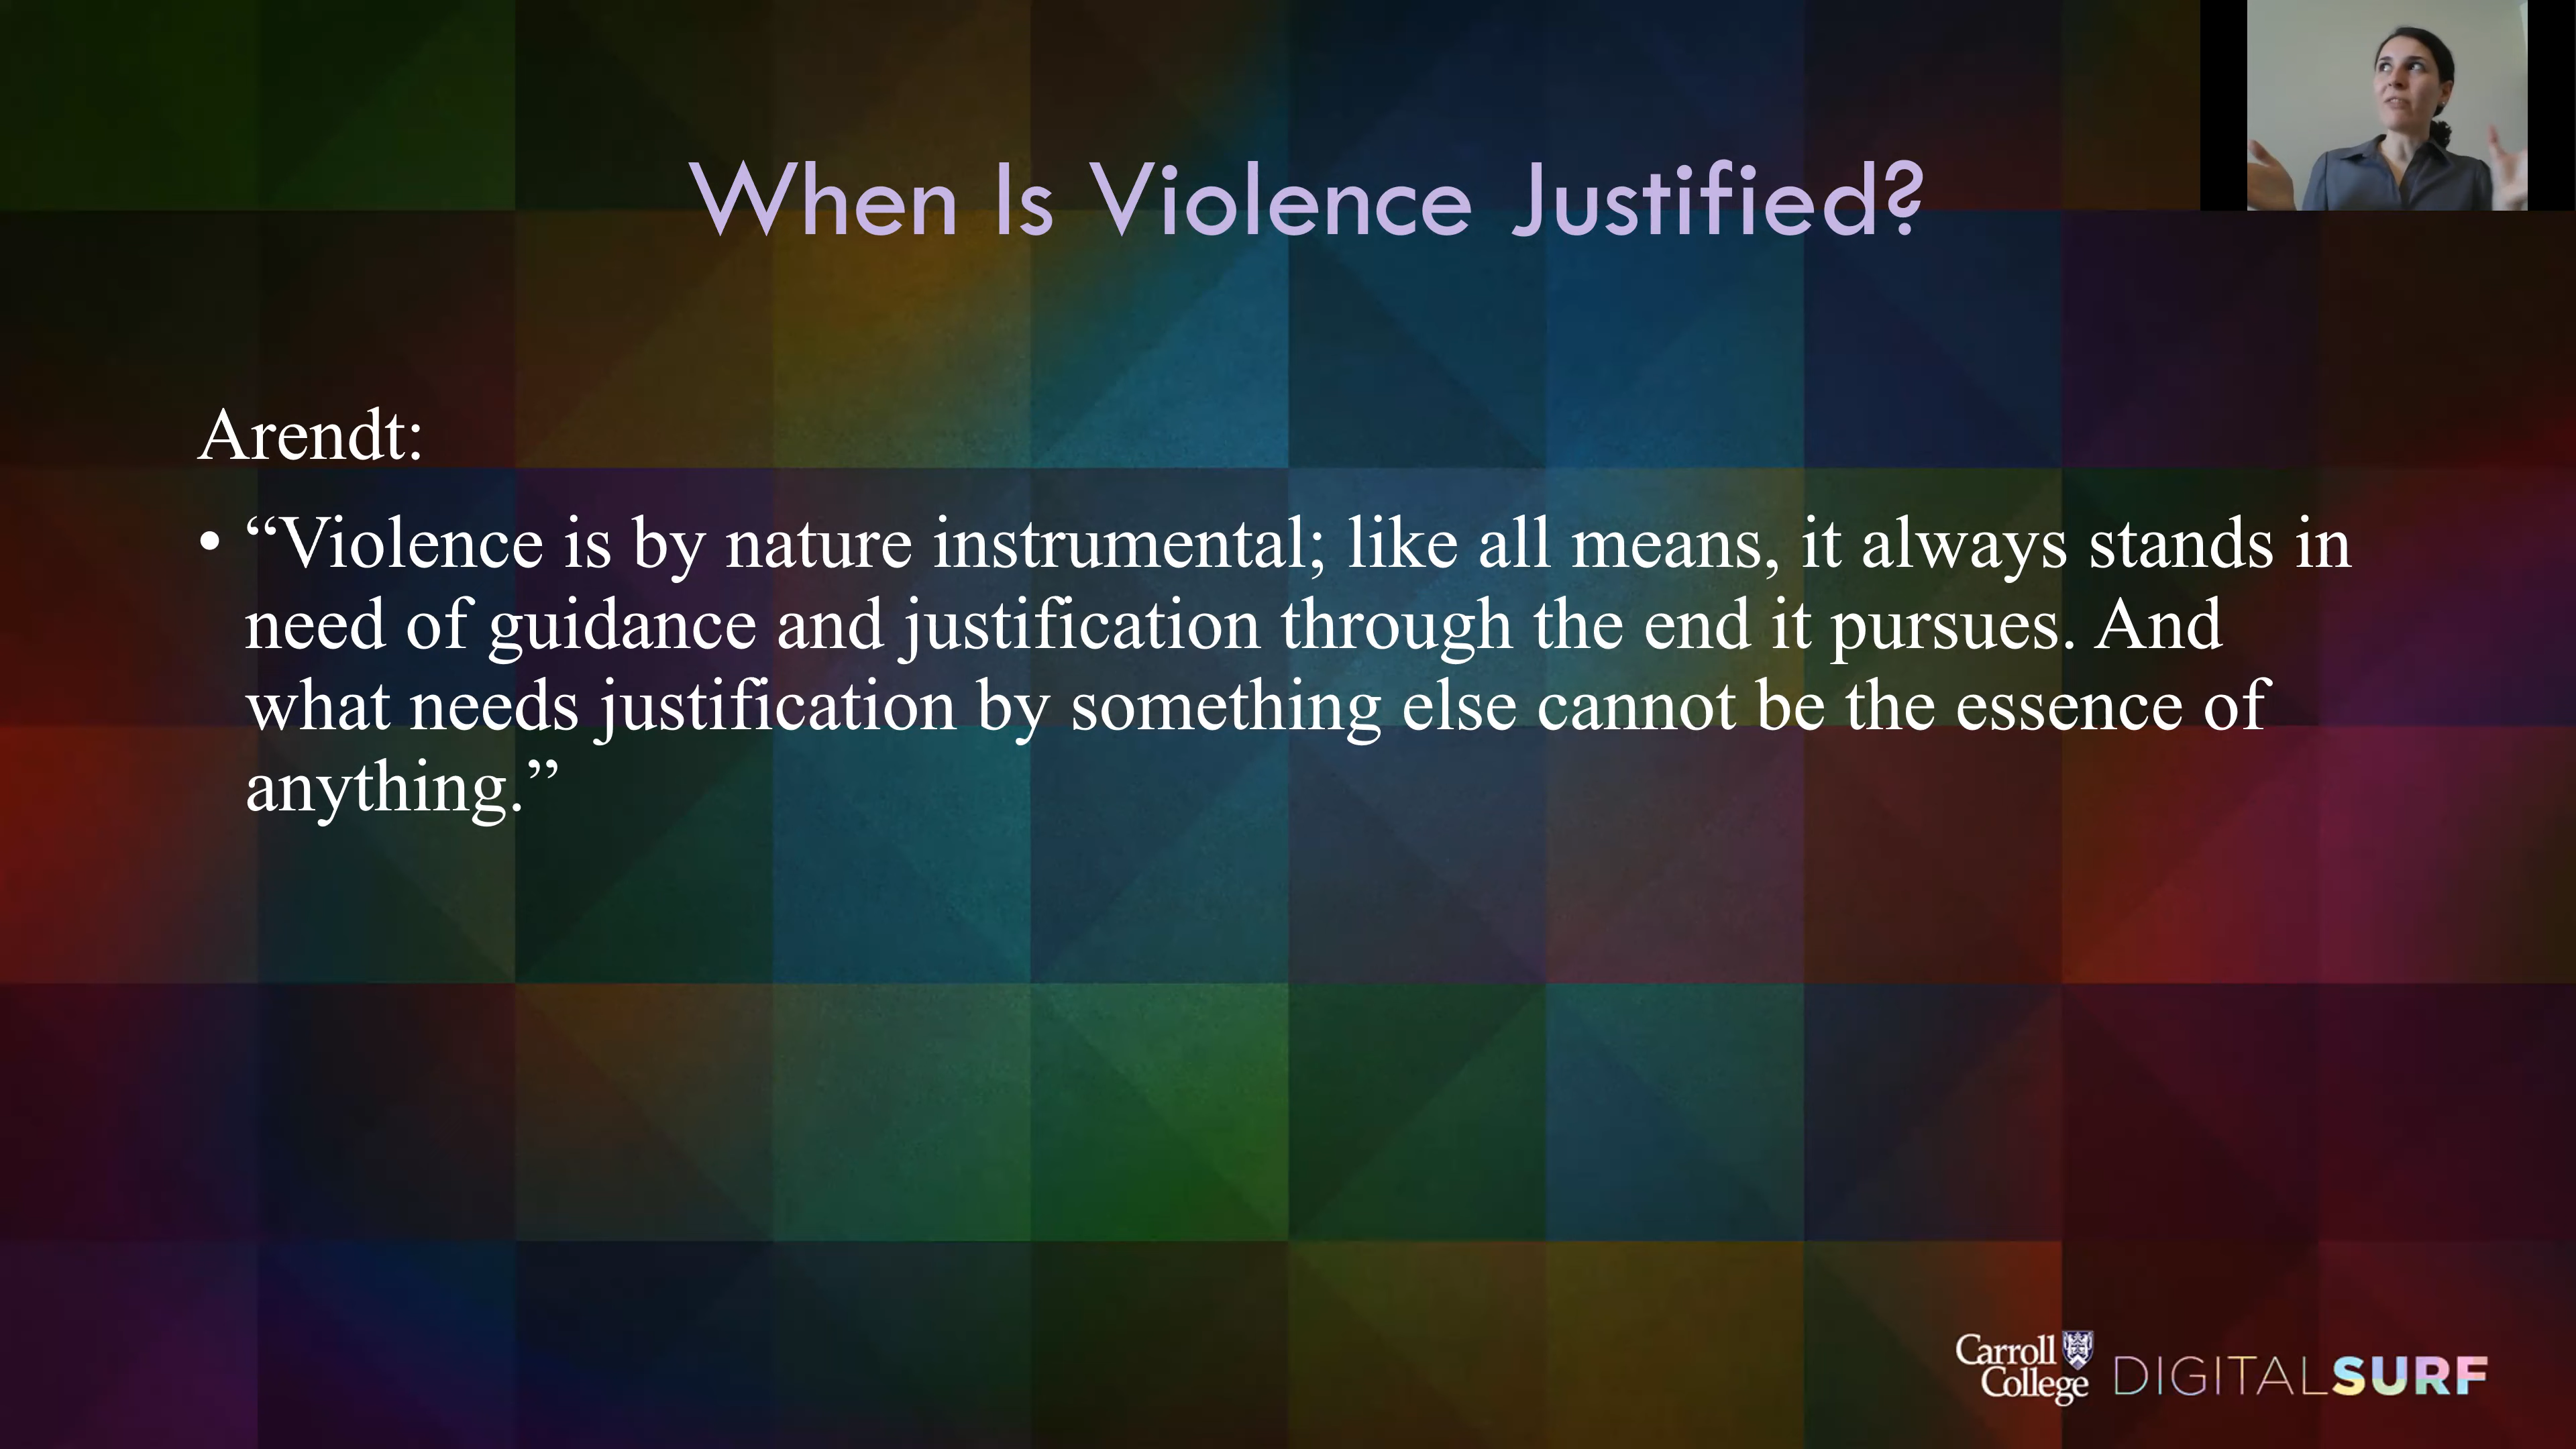 When Is Violence Justified?
Arendt:
• “Violence is by nature instrumental; like all means, it always stands in
need of guidance and justification through the end it pursues. And
what needs justification by something else cannot be the essence of
anything.”
Carroll
College
DIGITALSURF